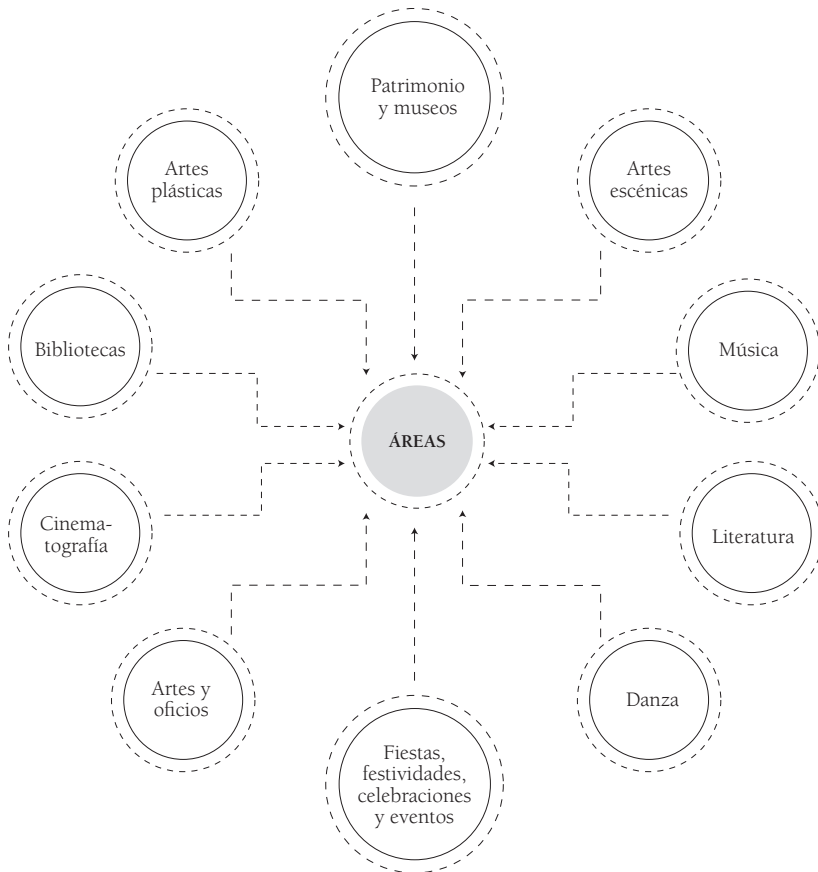 Patrimonio
y museos
Artes
plásticas
Artes
escénicas
Bibliotecas
Música
ÁREAS
Cinema-
tografía
Literatura
Artes y
oficios
Danza
Fiestas,
festividades,
celebraciones
y eventos